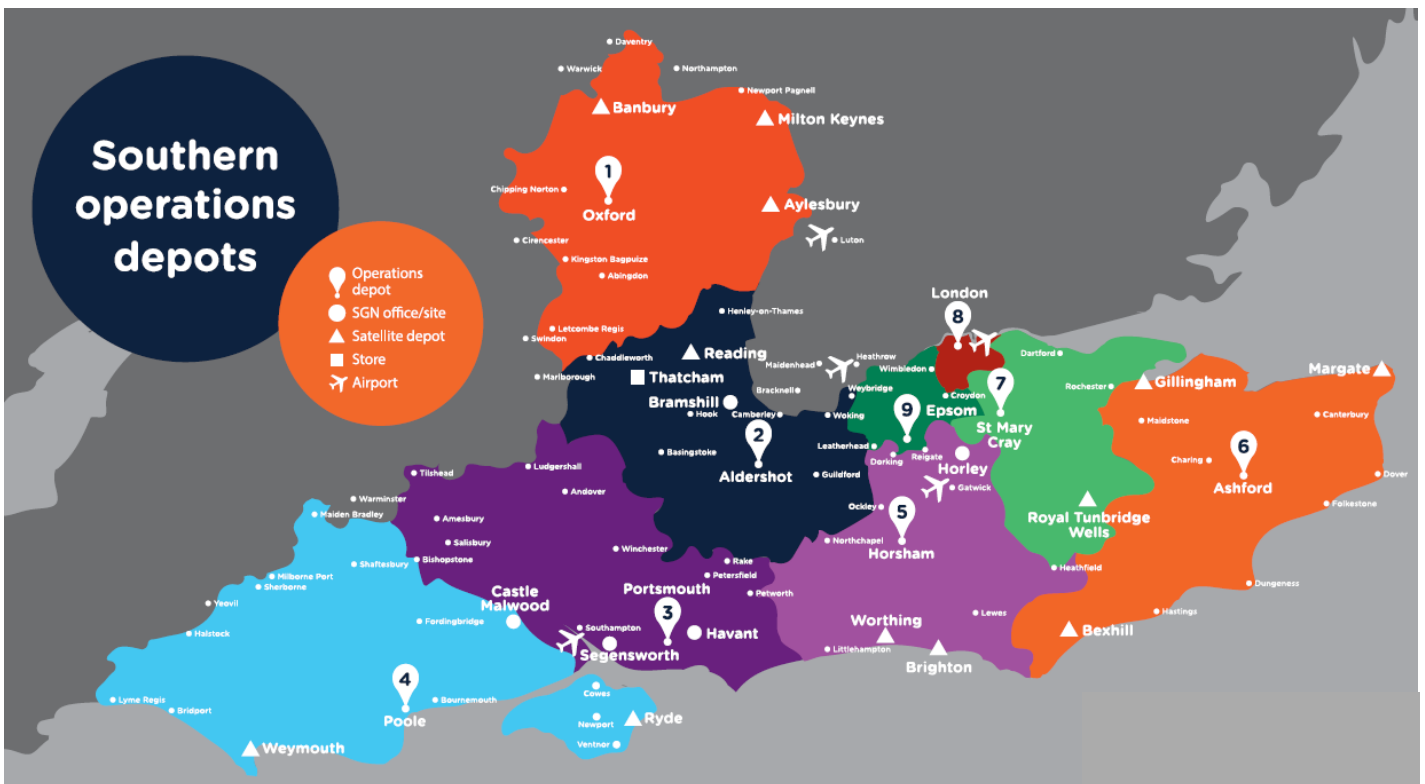 Southern
operations
depots
Operations
depot
SGN office/site
Satellite depot
Store
Airport
Daventry
Warwick
Northampton
Newport Pagnell
Banbury
Milton Keynes
1
Chipping Norton
Oxford
Aylesbury
Cirencester
Luton
Kingston Bagpuize
Abingdon
London
Henley-on-Thames
8
Letcombe Regis
Swindon
Chaddleworth
Reading
Maidenhead
Heathrow
Wimbledon
Dartford
Marlborough
Thatcham
Bracknell
Weybridge
Rochester
Gillingham
Margate
Bramshill
Croydon
7
Hook
Camberley
Woking
9
Epsom
St Mary
Cray
Maidstone
Canterbury
2
Leatherhead
Basingstoke
Dorking
Reigate
Horley
6
Charing
Tilshead
Ludgershall
Aldershot
Guildford
Gatwick
Ashford
Dover
Andover
Warminster
Maiden Bradley
Ockley
5
Royal Tunbridge
Wells
Folkestone
Amesbury
Salisbury
Winchester
Northchapel
Horsham
Shaftesbury
Bishopstone
Rake
Petersfield
Heathfield
Milborne Port
Sherborne
Castle
Malwood
Portsmouth
Petworth
Dungeness
Yeovil
3
Lewes
Hastings
Halstock
Fordingbridge
Southampton
Havant
Worthing
Bexhill
Segensworth
Littlehampton
Brighton
4
Cowes
Lyme Regis
Bridport
Bournemouth
Poole
Newport
Ryde
Weymouth
Ventnor